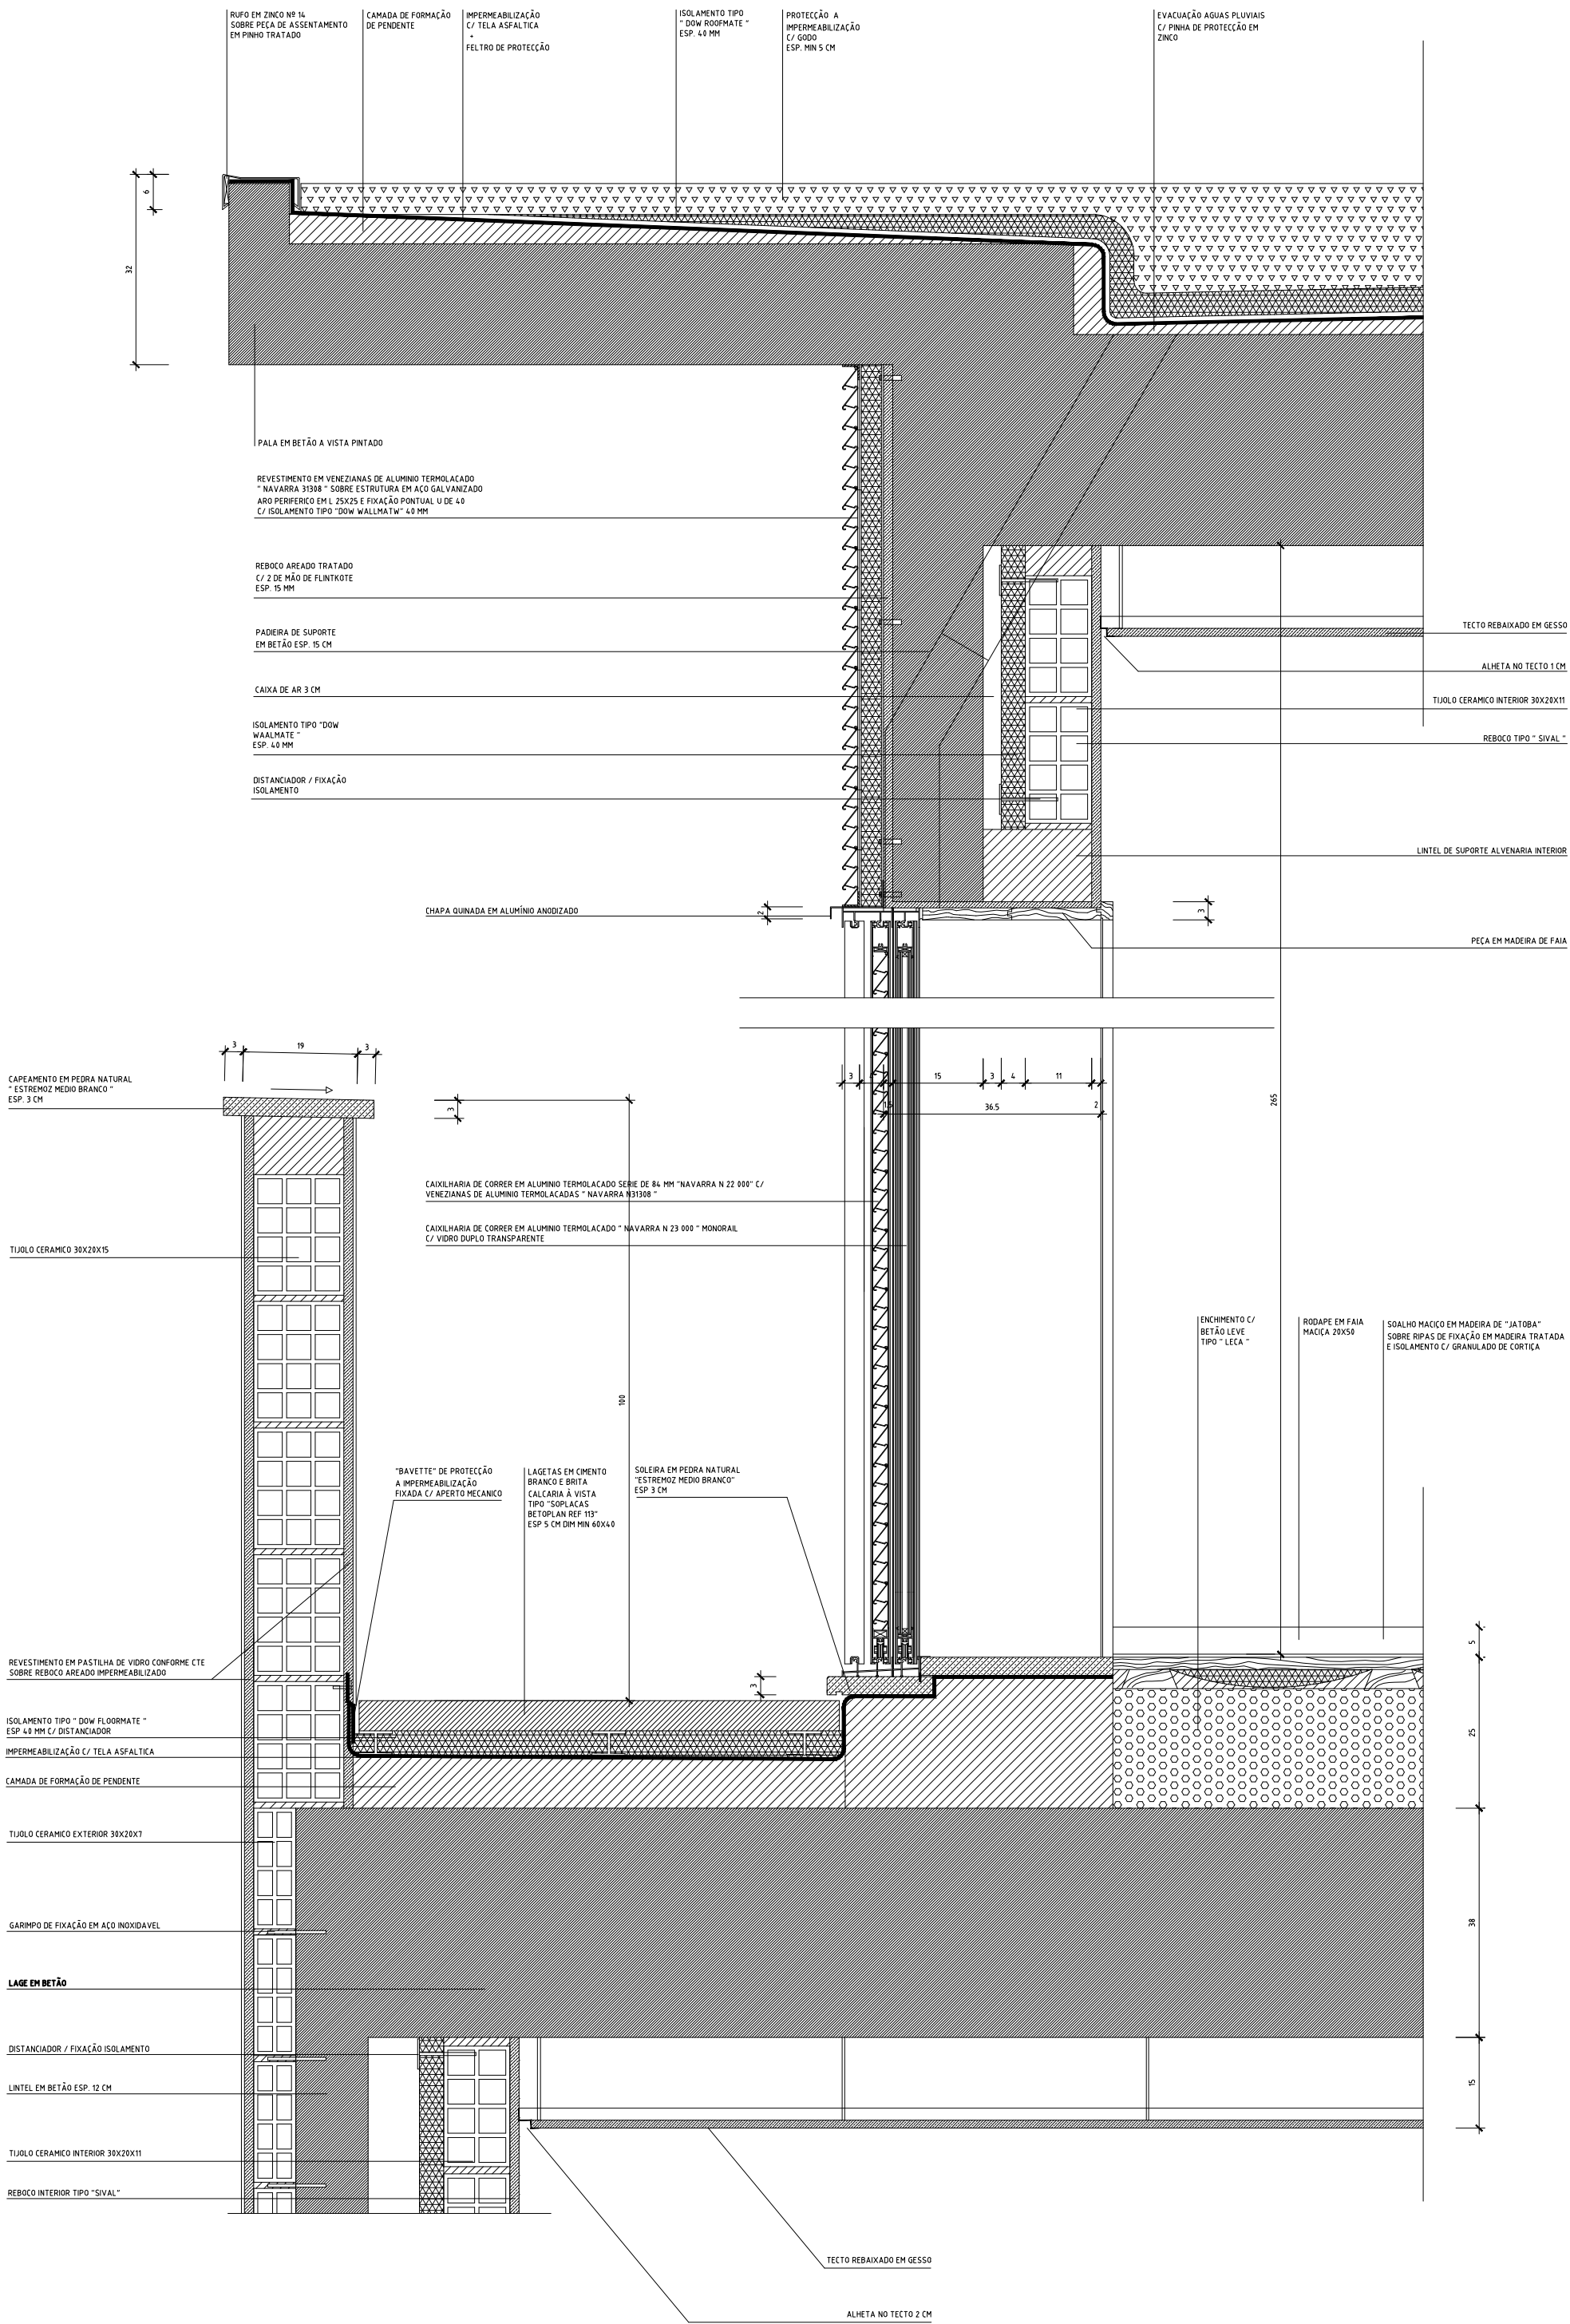 RUFO EM ZINCO Nº 14
SOBRE PEÇA DE ASSENTAMENTO
EM PINHO TRATADO
CAMADA DE FORMAÇÃO
DE PENDENTE
IMPERMEABILIZAÇÃO
C/ TELA ASFALTICA
+
FELTRO DE PROTECÇÃO
ISOLAMENTO TIPO
" DOW ROOFMATE "
ESP. 40 MM
PROTECÇÃO A
IMPERMEABILIZAÇÃO
C/ GODO
ESP. MIN 5 CM
EVACUAÇÃO AGUAS PLUVIAIS
C/ PINHA DE PROTECÇÃO EM
ZINCO
6
32
PALA EM BETÃO A VISTA PINTADO
REVESTIMENTO EM VENEZIANAS DE ALUMINIO TERMOLACADO
" NAVARRA 31308 " SOBRE ESTRUTURA EM AÇO GALVANIZADO
ARO PERIFERICO EM L 25X25 E FIXAÇÃO PONTUAL U DE 40
C/ ISOLAMENTO TIPO "DOW WALLMATW" 40 MM
REBOCO AREADO TRATADO
C/ 2 DE MÃO DE FLINTKOTE
ESP. 15 MM
PADIEIRA DE SUPORTE
EM BETÃO ESP. 15 CM
CAIXA DE AR 3 CM
ISOLAMENTO TIPO "DOW
WAALMATE "
ESP. 40 MM
DISTANCIADOR / FIXAÇÃO
ISOLAMENTO
TECTO REBAIXADO EM GESSO
ALHETA NO TECTO 1 CM
TIJOLO CERAMICO INTERIOR 30X20X11
REBOCO TIPO " SIVAL "
LINTEL DE SUPORTE ALVENARIA INTERIOR
CHAPA QUINADA EM ALUMÍNIO ANODIZADO
2
3
PEÇA EM MADEIRA DE FAIA
3
19
3
CAPEAMENTO EM PEDRA NATURAL
" ESTREMOZ MEDIO BRANCO "
ESP. 3 CM
3
3
4
15
3
4
11
1.5
36.5
2
265
CAIXILHARIA DE CORRER EM ALUMINIO TERMOLACADO SERIE DE 84 MM "NAVARRA N 22 000" C/
VENEZIANAS DE ALUMINIO TERMOLACADAS " NAVARRA N31308 "
CAIXILHARIA DE CORRER EM ALUMINIO TERMOLACADO " NAVARRA N 23 000 " MONORAIL
C/ VIDRO DUPLO TRANSPARENTE
TIJOLO CERAMICO 30X20X15
100
ENCHIMENTO C/
BETÃO LEVE
TIPO " LECA "
RODAPE EM FAIA
MACIÇA 20X50
SOALHO MACIÇO EM MADEIRA DE "JATOBA"
SOBRE RIPAS DE FIXAÇÃO EM MADEIRA TRATADA
E ISOLAMENTO C/ GRANULADO DE CORTIÇA
"BAVETTE" DE PROTECÇÃO
A IMPERMEABILIZAÇÃO
FIXADA C/ APERTO MECANICO
LAGETAS EM CIMENTO
BRANCO E BRITA
CALCARIA À VISTA
TIPO "SOPLACAS
BETOPLAN REF 113"
ESP 5 CM DIM MIN 60X40
SOLEIRA EM PEDRA NATURAL
"ESTREMOZ MEDIO BRANCO"
ESP 3 CM
REVESTIMENTO EM PASTILHA DE VIDRO CONFORME CTE
SOBRE REBOCO AREADO IMPERMEABILIZADO
3
5
ISOLAMENTO TIPO " DOW FLOORMATE "
ESP 40 MM C/ DISTANCIADOR
IMPERMEABILIZAÇÃO C/ TELA ASFALTICA
CAMADA DE FORMAÇÃO DE PENDENTE
25
TIJOLO CERAMICO EXTERIOR 30X20X7
GARIMPO DE FIXAÇÃO EM AÇO INOXIDAVEL
38
LAGE EM BETÃO
DISTANCIADOR / FIXAÇÃO ISOLAMENTO
LINTEL EM BETÃO ESP. 12 CM
15
TIJOLO CERAMICO INTERIOR 30X20X11
REBOCO INTERIOR TIPO "SIVAL"
TECTO REBAIXADO EM GESSO
ALHETA NO TECTO 2 CM